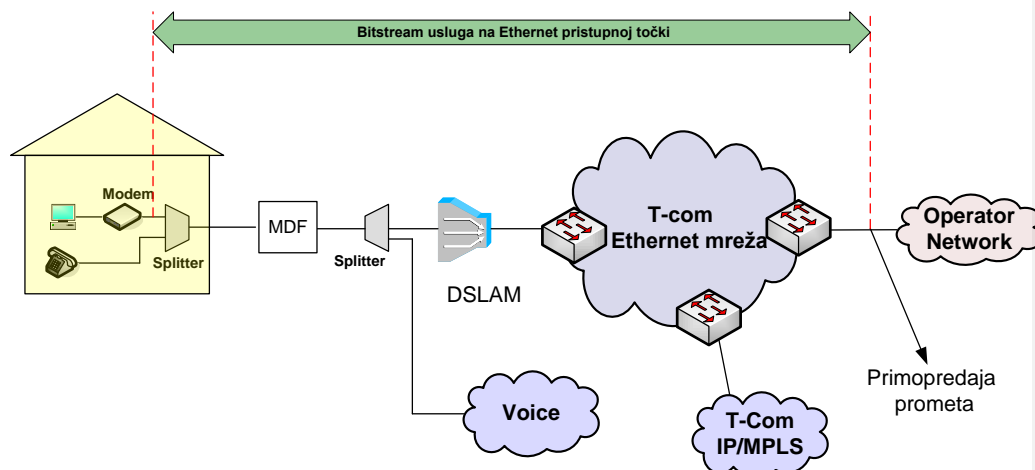 Bitstream usluga na Ethernet pristupnoj točki
Modem
Splitter
MDF
Splitter
DSLAM
T-com
Ethernet mreža
Operator
Network
Voice
T-Com
IP/MPLS
Primopredaja
prometa